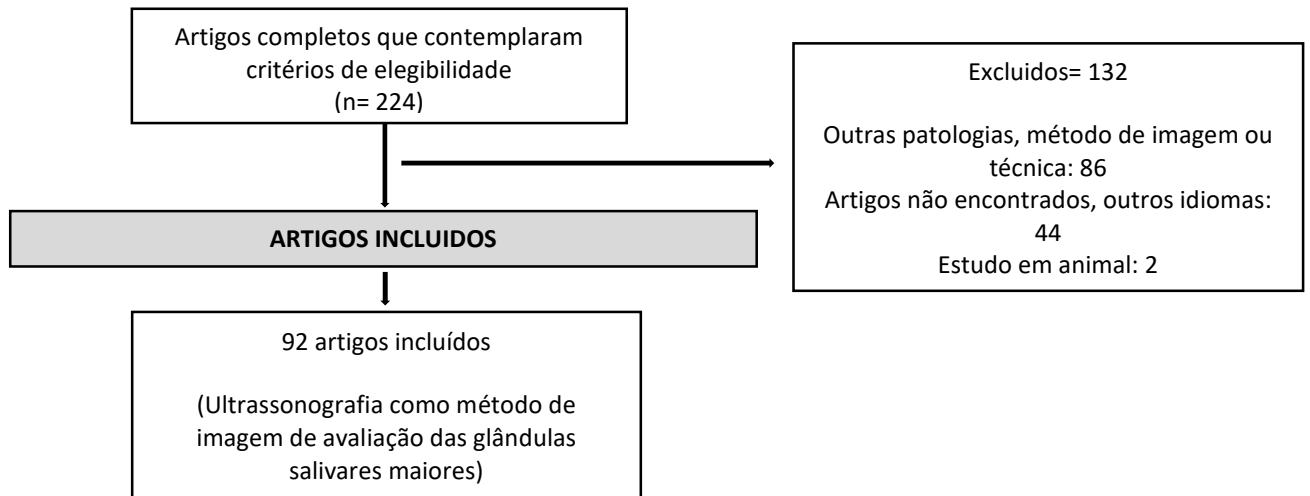 Artigos completos que contemplaram
critérios de elegibilidade
(n= 224)
Excluidos= 132
Outras patologias, método de imagem ou
técnica: 86
Artigos não encontrados, outros idiomas:
44
Estudo em animal: 2
ARTIGOS INCLUIDOS
92 artigos incluídos
(Ultrassonografia como método de
imagem de avaliação das glândulas
salivares maiores)